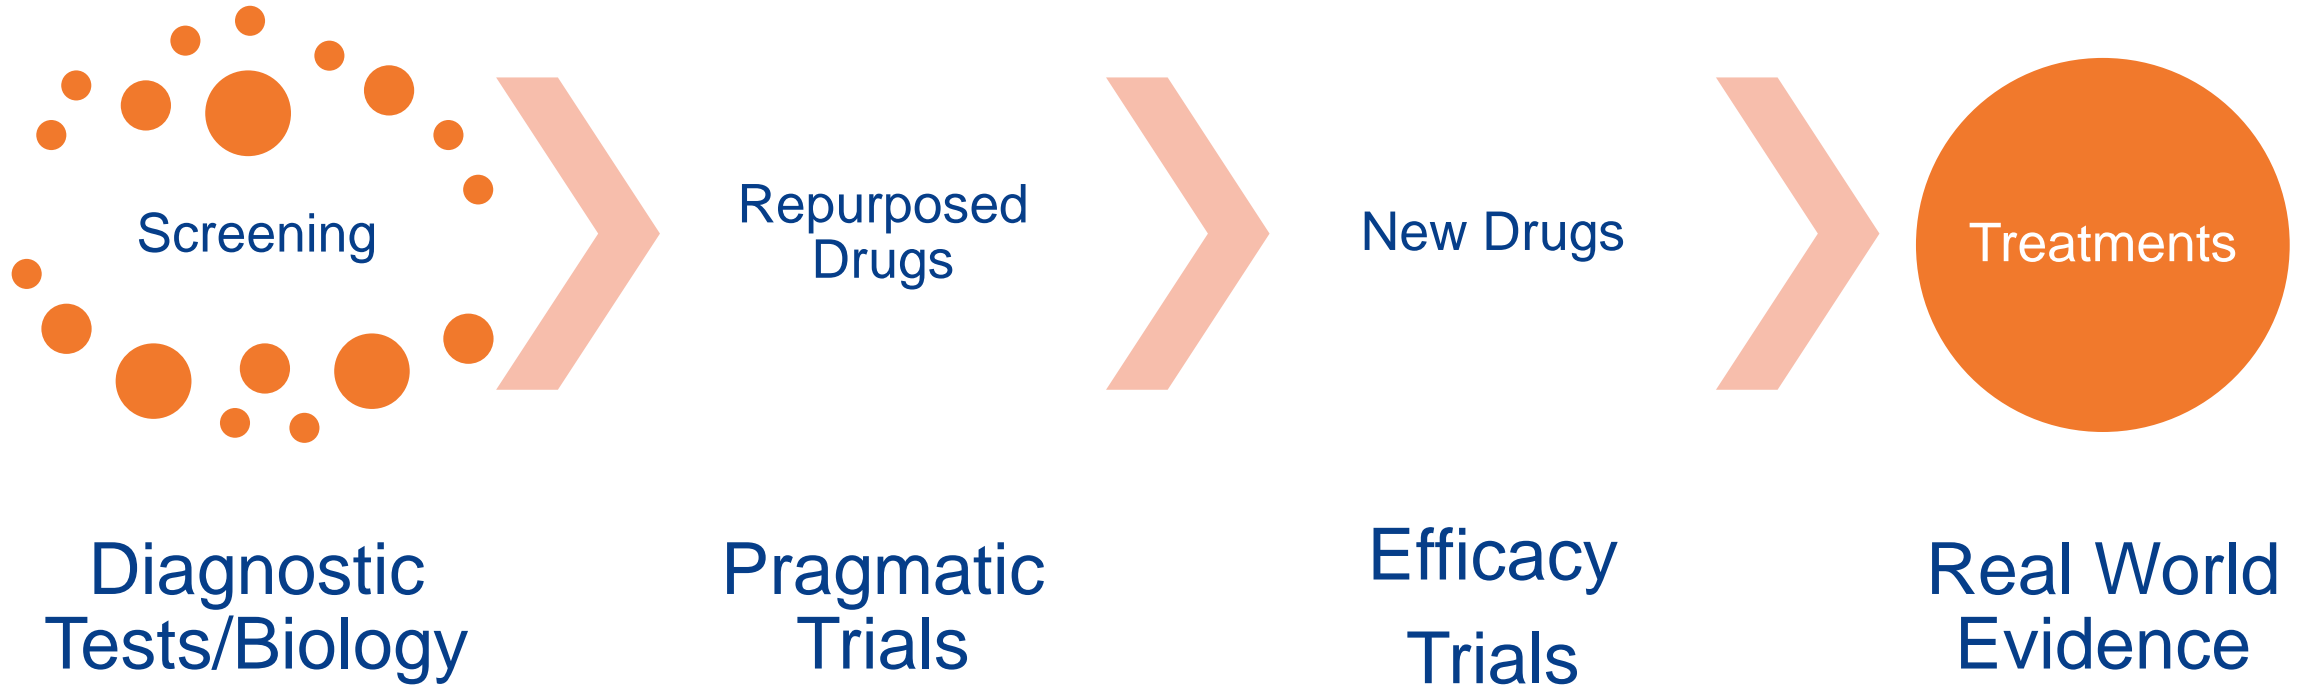 Screening
Repurposed
Drugs
New Drugs
Treatments
Diagnostic
Tests/Biology
Pragmatic
Trials
Efficacy
Trials
Real World
Evidence